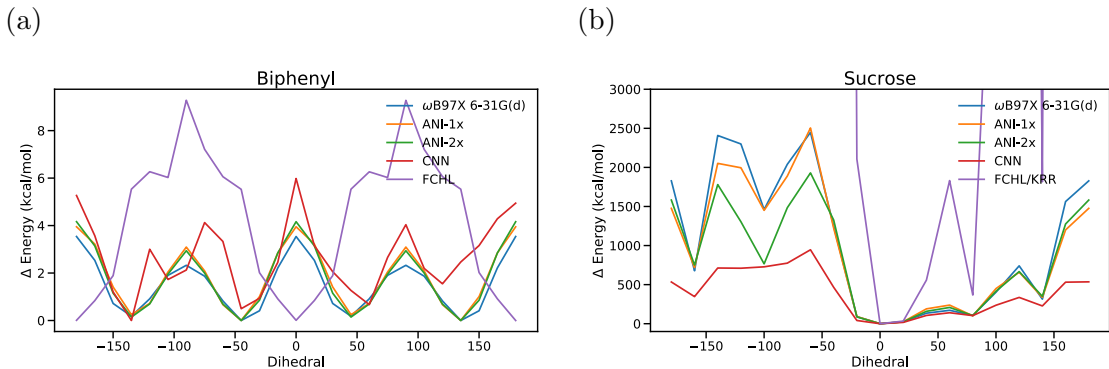 (a)
Biphenyl
Δ Energy (kcal/mol)
8
6
4
2
0
ωB97X 6-31G(d)
ANI-1x
ANI-2x
CNN
FCHL
−150 −100 −50 0 50 100 150
Dihedral
(b)
Sucrose
Δ Energy (kcal/mol)
3000
2500
2000
1500
1000
500
0
ωB97X 6-31G(d)
ANI-1x
ANI-2x
CNN
FCHL/KRR
−150 −100 −50 0 50 100 150
Dihedral